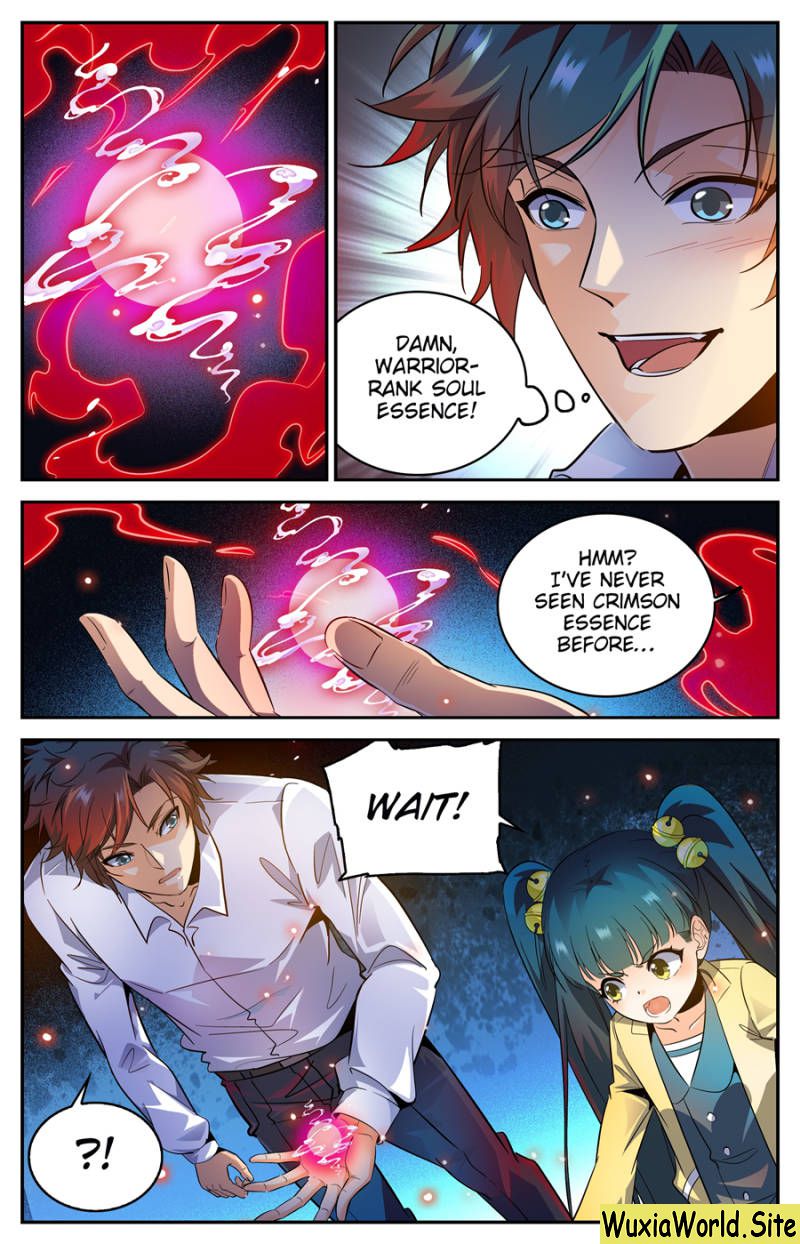 DAMN,
WARRIOR-
RANK SOUL
ESSENCE!
HMM?
I'VE NEVER
SEEN CRIMSON
ESSENCE
BEFORE...
WAIT!
?!
WuxiaWorld.Site